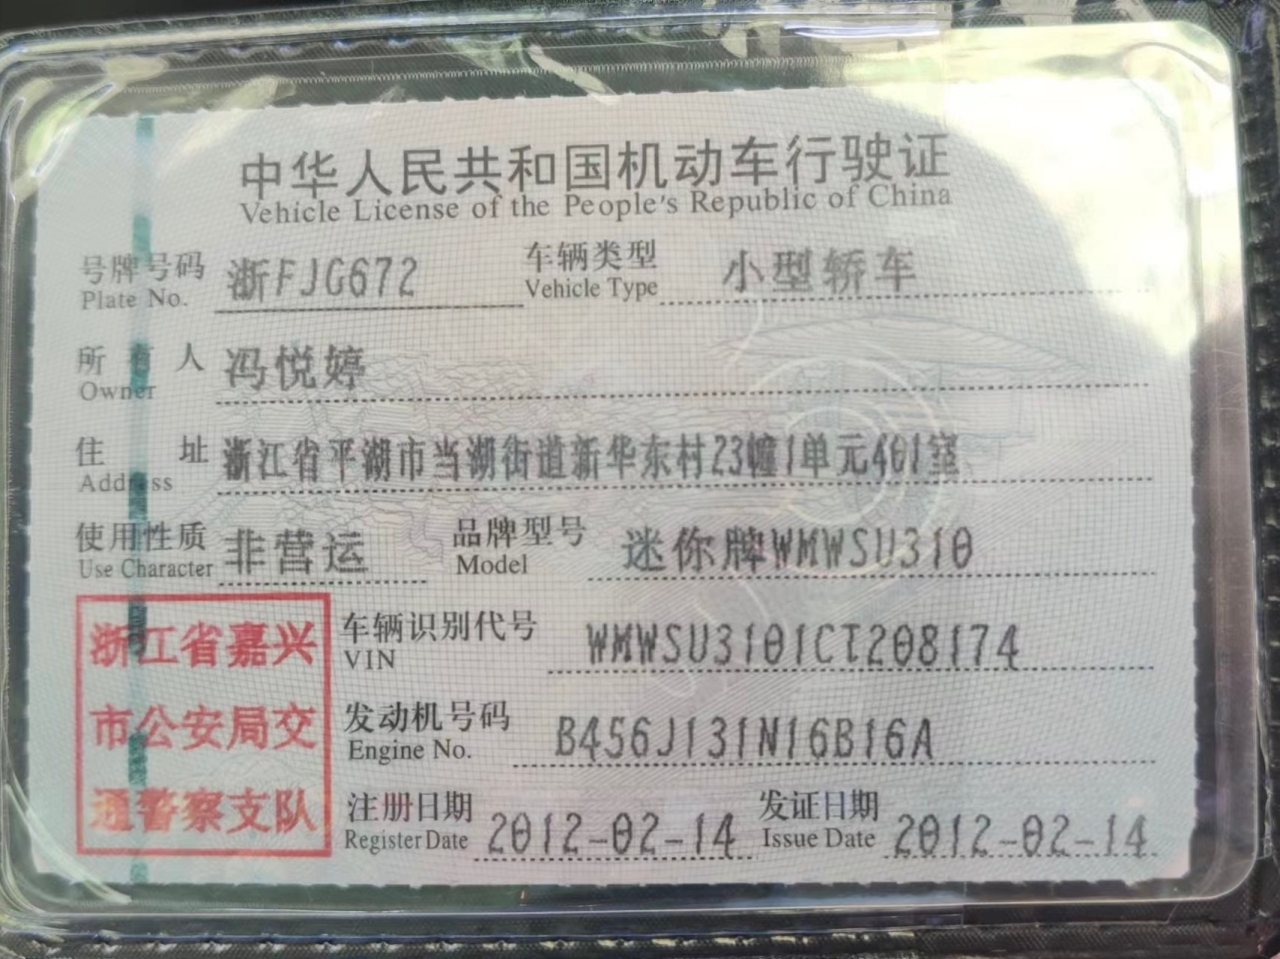 中华人民共和国机动车行驶证
Vehicle License of the People's Republic of China
号牌号码 浙FJG672 车辆类型 小型轿车
Plate No. Vehicle Type
所有人 冯悦婷
Owner
住址 浙江省平湖市当湖街道新华东村23幢1单元401室
Address
使用性质 非营运 品牌型号 迷你牌WMWSU310
Use Character Model
浙江省嘉兴
市公安局交
通警察支队
车辆识别代号 WMWSU3101CT208174
VIN
发动机号码 B456J131N16B16A
Engine No.
注册日期 2012-02-14 发证日期 2012-02-14
Register Date Issue Date